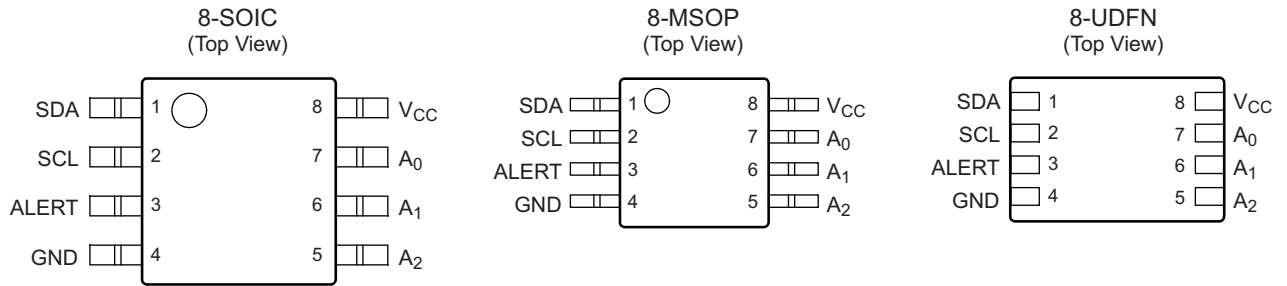 8-SOIC
(Top View)
SDA 1 8 VCC
SCL 2 7 A0
ALERT 3 6 A1
GND 4 5 A2
8-MSOP
(Top View)
SDA 1 8 VCC
SCL 2 7 A0
ALERT 3 6 A1
GND 4 5 A2
8-UDFN
(Top View)
SDA 1 8 VCC
SCL 2 7 A0
ALERT 3 6 A1
GND 4 5 A2